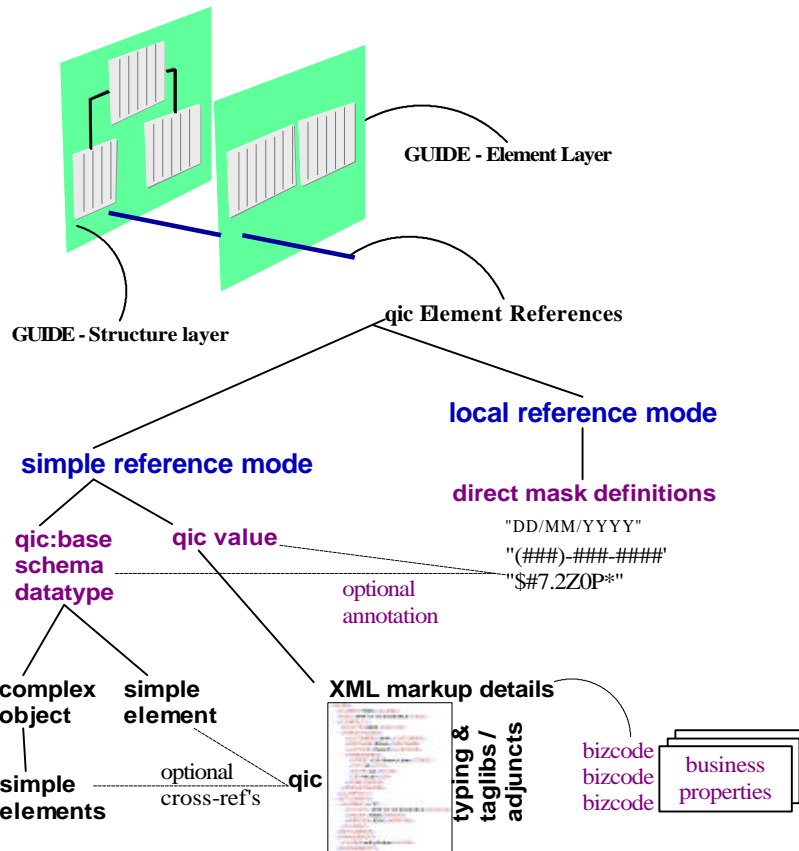 GUIDE - Element Layer
GUIDE - Structure layer
qic Element References
local reference mode
simple reference mode
direct mask definitions
"DD/MM/YYYY"
"(###)-###-####'
"$#7.2Z0P*"
qic:base
schema
datatype
qic value
optional
annotation
complex
object
simple
element
XML markup details
simple
elements
optional
cross-ref's
qic
typing &
taglibs /
adjuncts
bizcode
bizcode
bizcode
business
properties